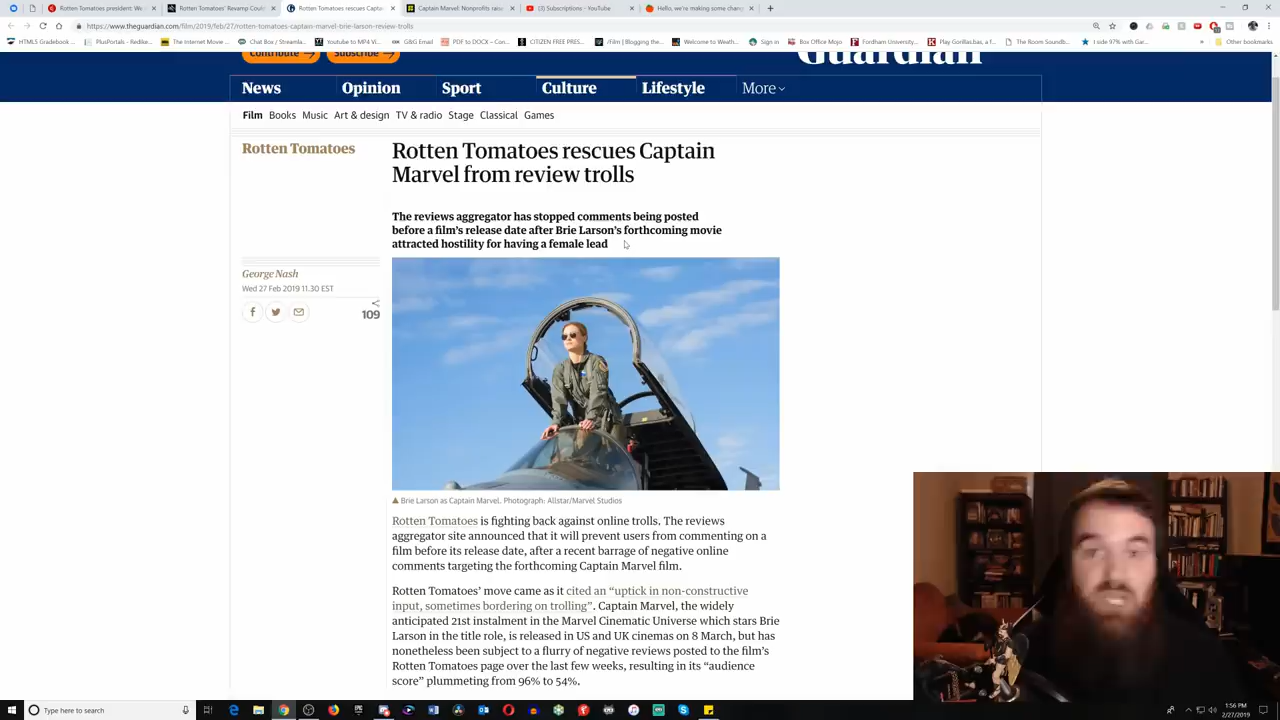 Rotten Tomatoes president: We
Rotten Tomatoes' Revamp Coul
Rotten Tomatoes rescues Capta
Captain Marvel: Nonprofits rais
(3) Subscriptions - YouTube
Hello, we're making some chan
https://www.theguardian.com/film/2019/feb/27/rotten-tomatoes-captain-marvel-brie-larson-review-trolls
HTML5 Gradebook
PlusPortals - Redike...
The Internet Movie
Chat Box / Streamla...
Youtube to MP4 Vi...
G&G Email
PDF to DOCX – Con...
CITIZEN FREE PRES...
/Film | Blogging the...
Welcome to Weath...
Sign in
Box Office Mojo
Fordham University...
Play Gorillas.bas, a f...
The Room Soundb...
I side 97% with Gar...
Other bookmarks
Contribute →
Subscribe →
Guardian
News
Opinion
Sport
Culture
Lifestyle
More
Film Books Music Art & design TV & radio Stage Classical Games
Rotten Tomatoes
Rotten Tomatoes rescues Captain
Marvel from review trolls
The reviews aggregator has stopped comments being posted
before a film's release date after Brie Larson's forthcoming movie
attracted hostility for having a female lead
George Nash
Wed 27 Feb 2019 11.30 EST
109
Brie Larson as Captain Marvel. Photograph: Allstar/Marvel Studios
Rotten Tomatoes is fighting back against online trolls. The reviews
aggregator site announced that it will prevent users from commenting on a
film before its release date, after a recent barrage of negative online
comments targeting the forthcoming Captain Marvel film.
Rotten Tomatoes' move came as it cited an “uptick in non-constructive
input, sometimes bordering on trolling”. Captain Marvel, the widely
anticipated 21st instalment in the Marvel Cinematic Universe which stars Brie
Larson in the title role, is released in US and UK cinemas on 8 March, but has
nonetheless been subject to a flurry of negative reviews posted to the film's
Rotten Tomatoes page over the last few weeks, resulting in its “audience
score” plummeting from 96% to 54%.
Type here to search
1:56 PM
2/27/2019